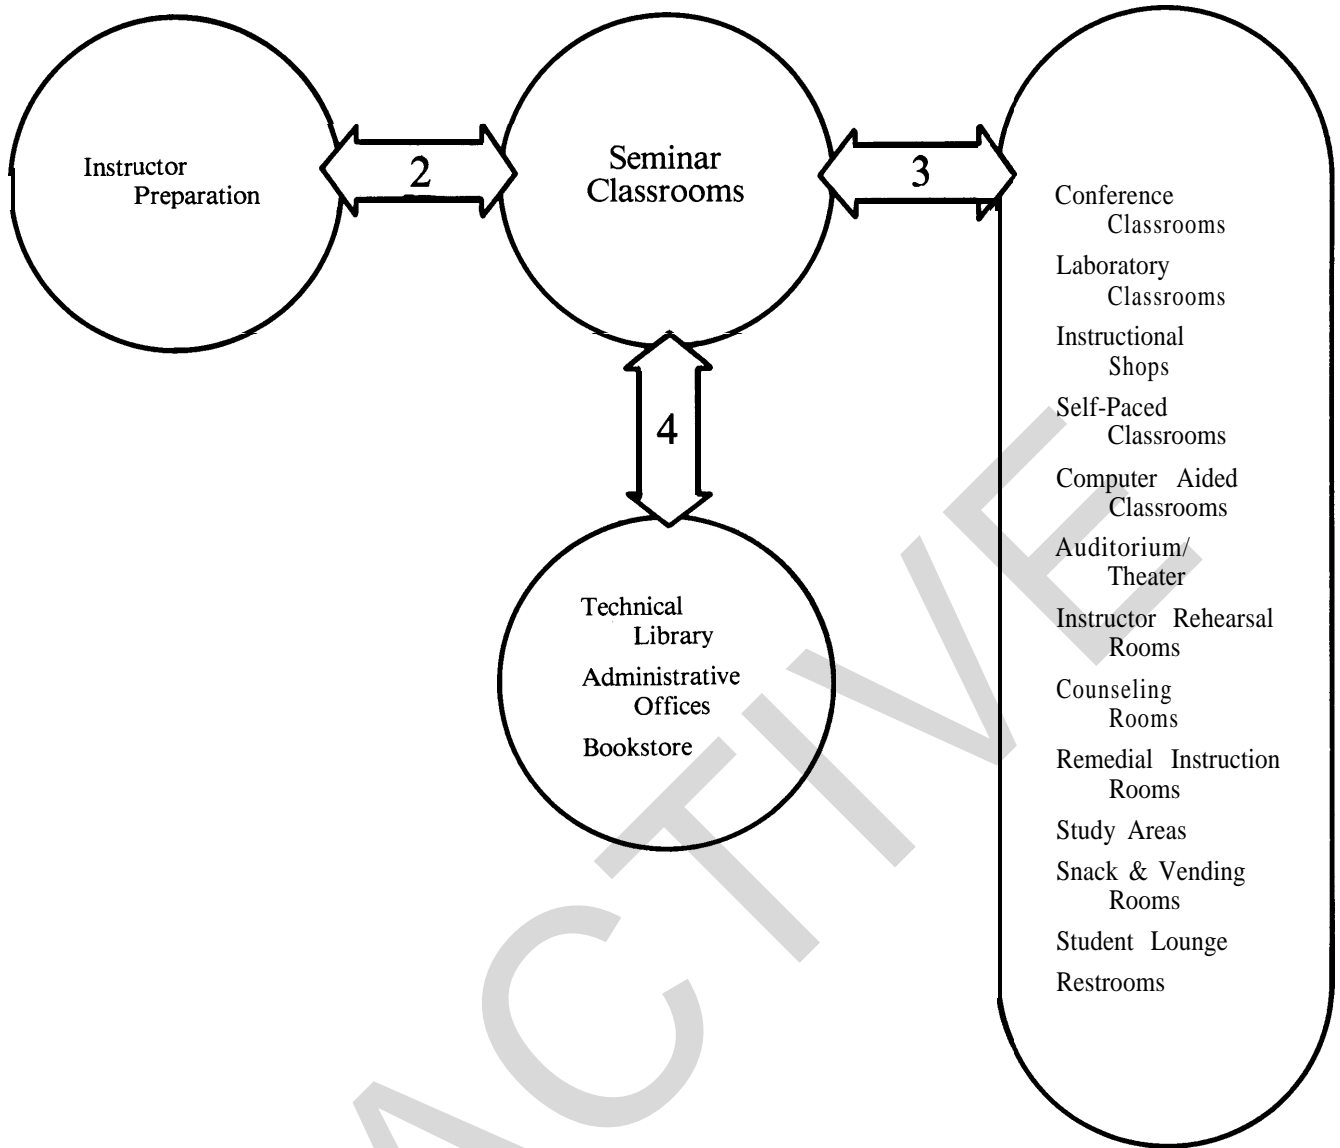 Instructor
Preparation
2
Seminar
Classrooms
3
Conference
Classrooms
Laboratory
Classrooms
Instructional
Shops
Self-Paced
Classrooms
Computer Aided
Classrooms
Auditorium/
Theater
Instructor Rehearsal
Rooms
Counseling
Rooms
Remedial Instruction
Rooms
Study Areas
Snack & Vending
Rooms
Student Lounge
Restrooms
4
Technical
Library
Administrative
Offices
Bookstore
ACTIVE